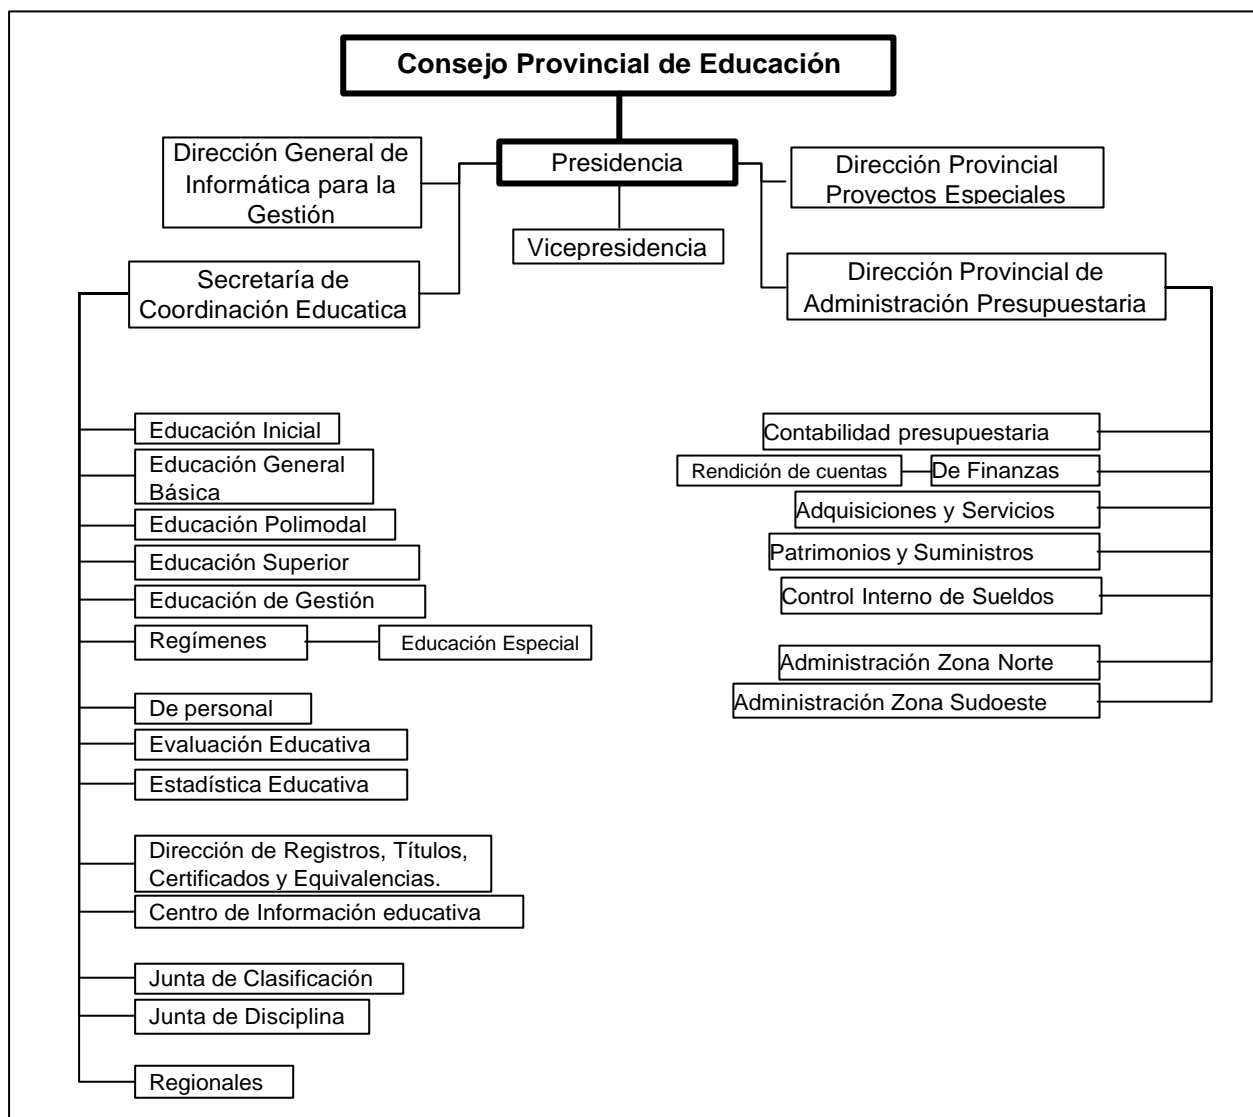 Consejo Provincial de Educación
Presidencia
Dirección General de
Informática para la
Gestión
Dirección Provincial
Proyectos Especiales
Vicepresidencia
Secretaría de
Coordinación Educatica
Dirección Provincial de
Administración Presupuestaria
Educación Inicial
Educación General
Básica
Educación Polimodal
Educación Superior
Educación de Gestión
Regímenes
Educación Especial
De personal
Evaluación Educativa
Estadística Educativa
Dirección de Registros, Títulos,
Certificados y Equivalencias.
Centro de Información educativa
Junta de Clasificación
Junta de Disciplina
Regionales
Contabilidad presupuestaria
Rendición de cuentas
De Finanzas
Adquisiciones y Servicios
Patrimonios y Suministros
Control Interno de Sueldos
Administración Zona Norte
Administración Zona Sudoeste